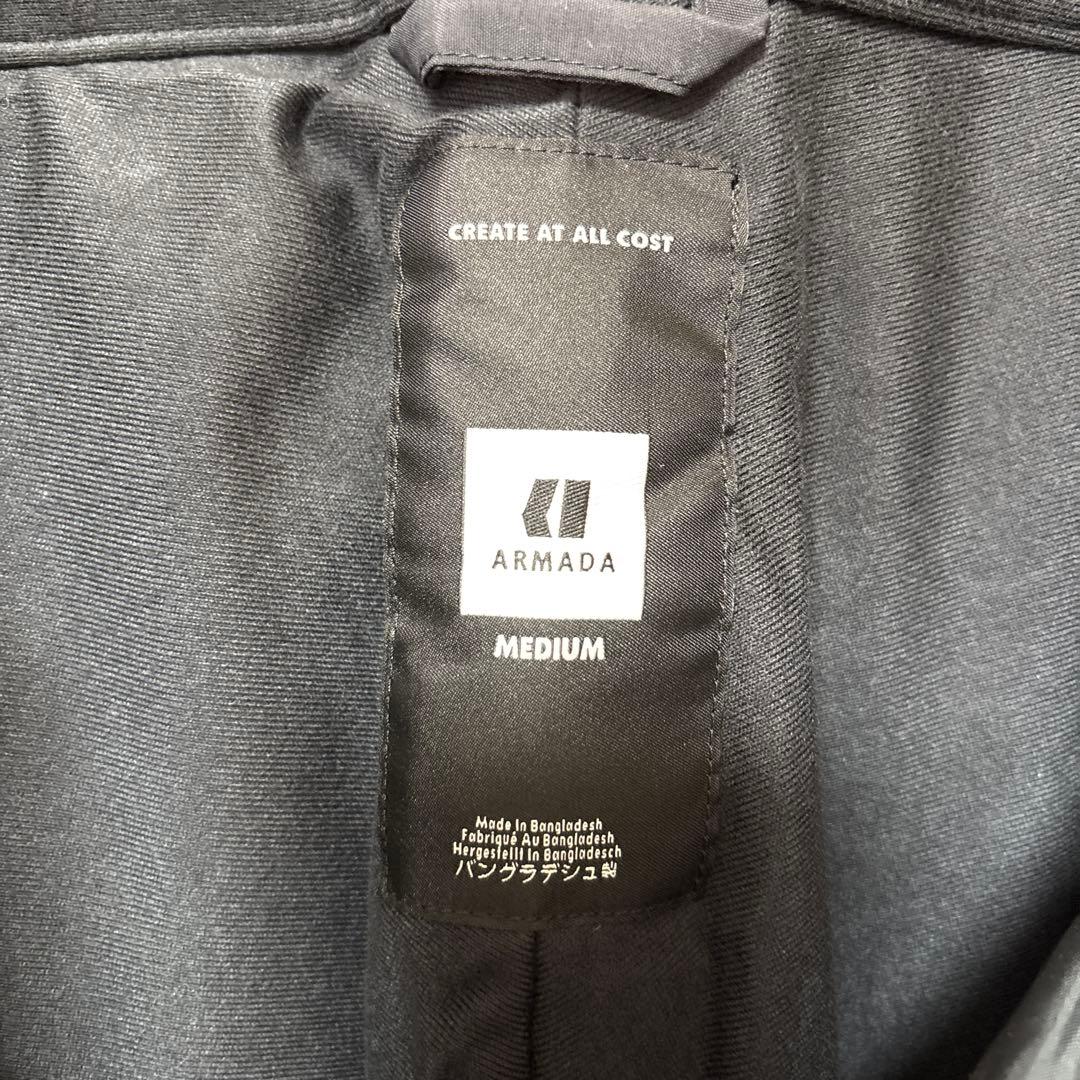 CREATE AT ALL COST
ARMADA
MEDIUM
Made In Bangladesh
Fabriqué Au Bangladesh
Hergestellt In Bangladesch
バングラデシュ製